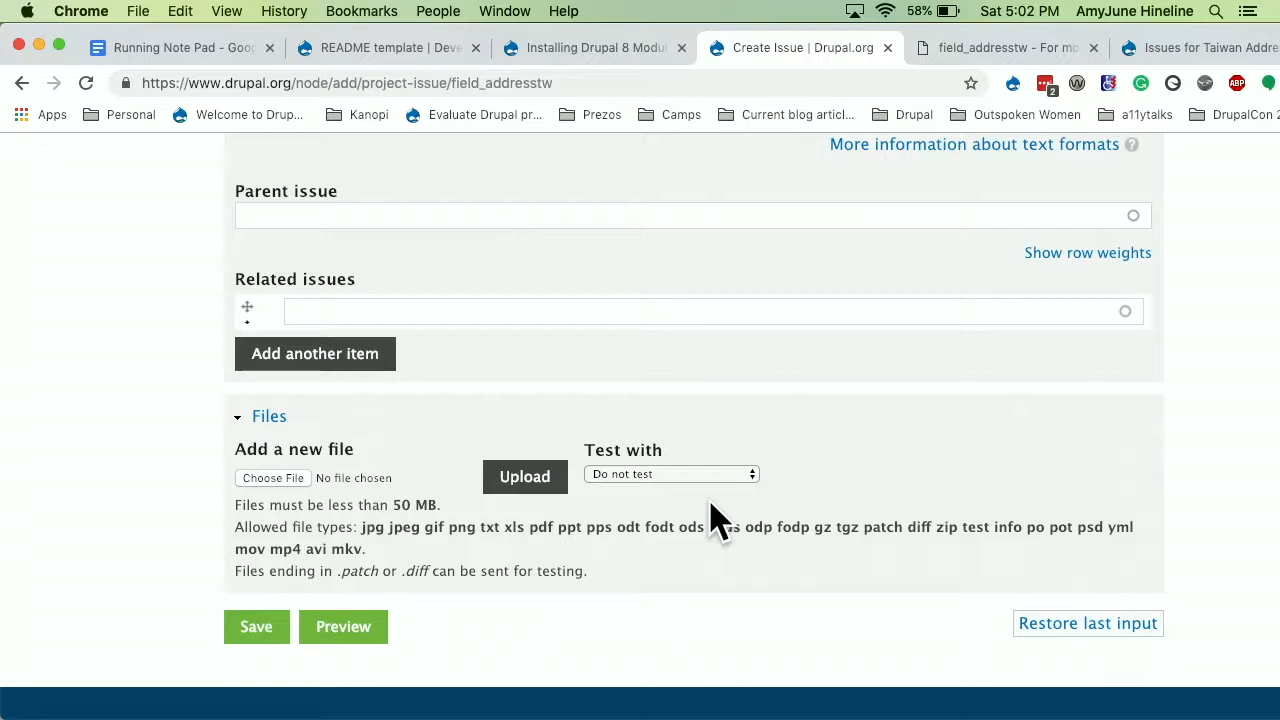 Chrome File Edit View History Bookmarks People Window Help 58% Sat 5:02 PM AmyJune Hineline
Running Note Pad - Goog README template | Deve Installing Drupal 8 Modul Create Issue | Drupal.org field_addresstw - For mo Issues for Taiwan Addre
https://www.drupal.org/node/add/project-issue/field_addresstw
Apps Personal Welcome to Drup... Kanopi Evaluate Drupal pr... Prezos Camps Current blog articl... Drupal Outspoken Women a11ytalks DrupalCon 2
More information about text formats
Parent issue
Show row weights
Related issues
Add another item
Files
Add a new file
Test with
Choose File No file chosen
Upload
Do not test
Files must be less than 50 MB.
Allowed file types: jpg jpeg gif png txt xls pdf ppt pps odt fodt ods odp fodp gz tgz patch diff zip test info po pot psd yml
mov mp4 avi mkv.
Files ending in .patch or .diff can be sent for testing.
Save
Preview
Restore last input